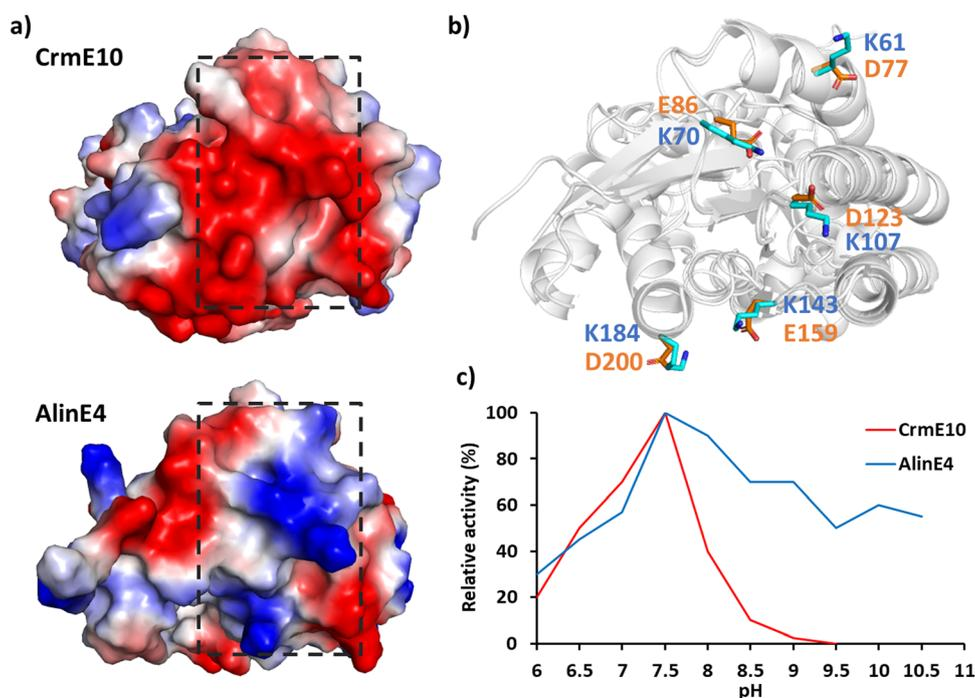 a)
CrmE10
AlinE4
b)
K61
D77
E86
K70
D123
K107
K143
E159
K184
D200
c)
Relative activity (%)
100
80
60
40
20
0
6 6.5 7 7.5 8 8.5 9 9.5 10 10.5 11
pH
CrmE10
AlinE4